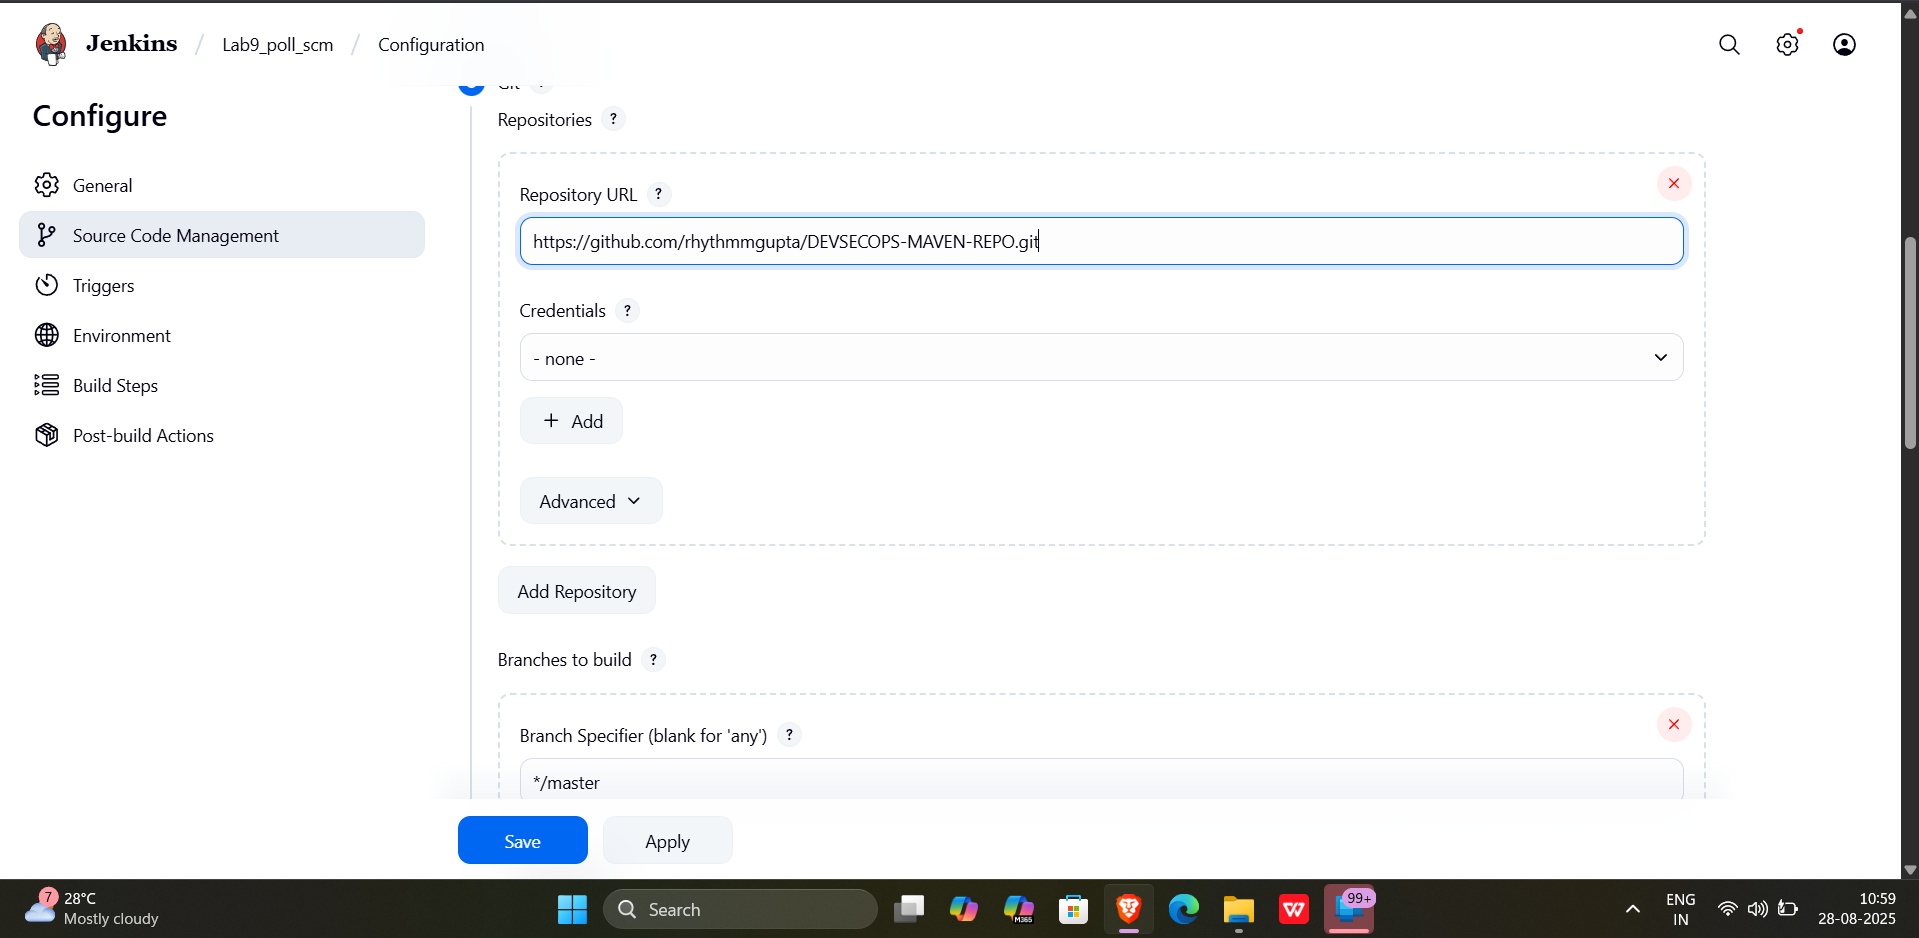 Jenkins / Lab9_poll_scm / Configuration
Configure
General
Source Code Management
Triggers
Environment
Build Steps
Post-build Actions
Git ?
Repositories ?
Repository URL ?
https://github.com/rhythmmgupta/DEVSECOPS-MAVEN-REPO.git
Credentials ?
- none -
+ Add
Advanced
Add Repository
Branches to build ?
Branch Specifier (blank for 'any') ?
*/master
Save Apply
7
28°C
Mostly cloudy
Search
M365
W
99+
ENG
IN
10:59
28-08-2025